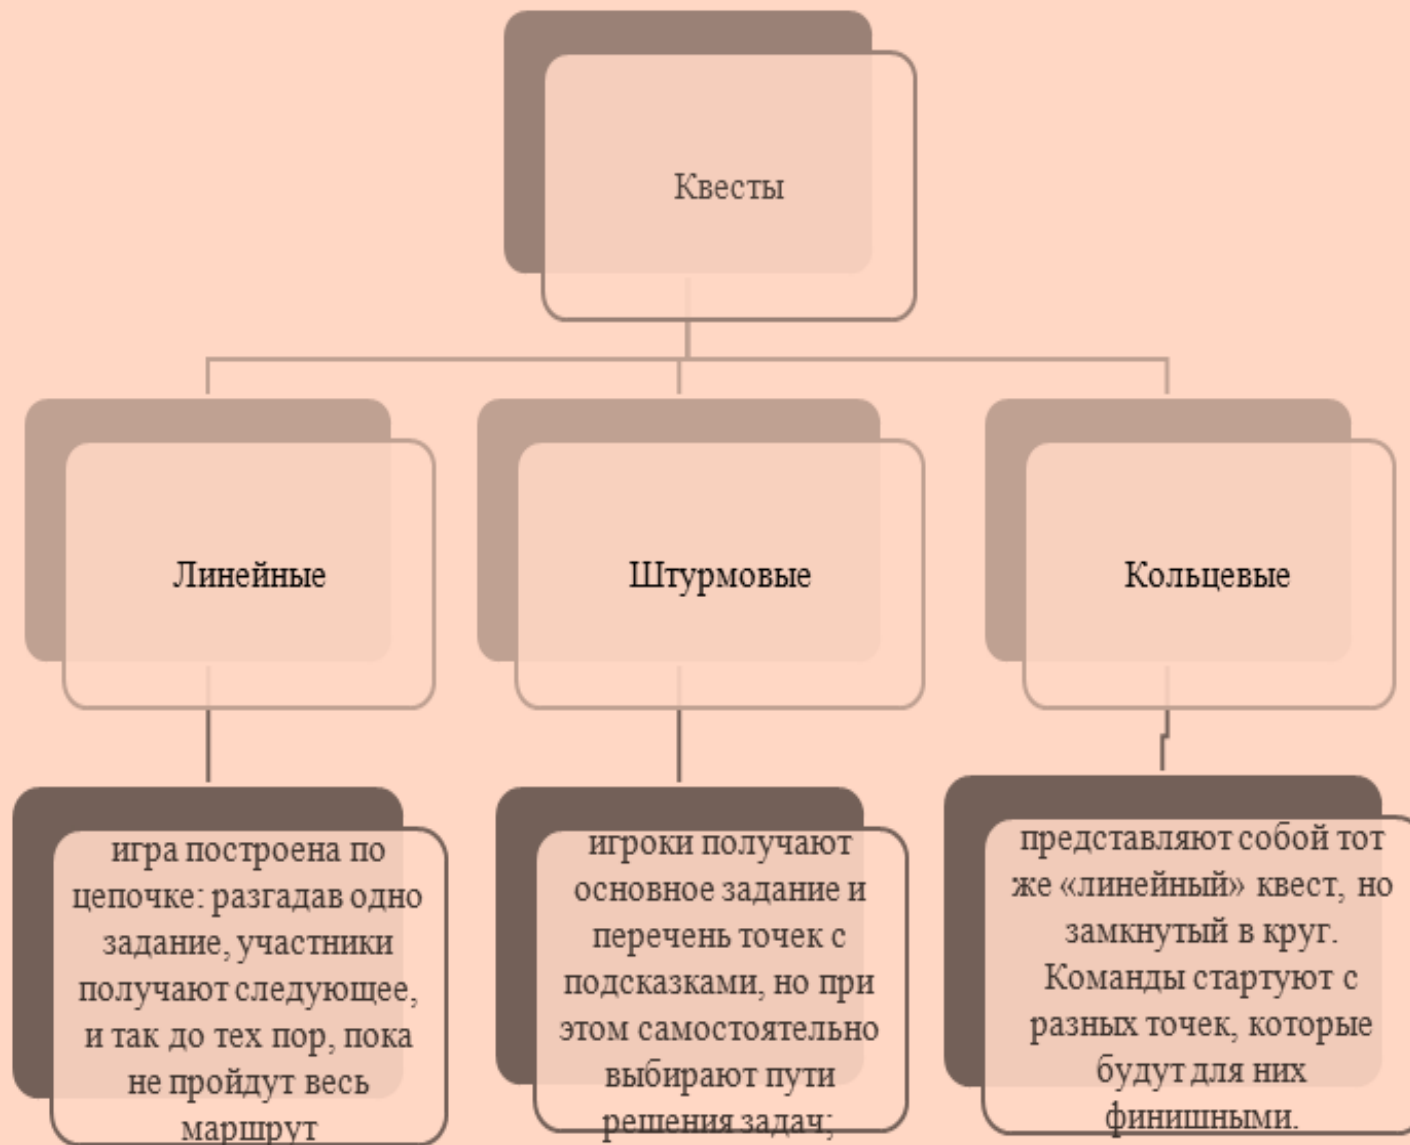 Квесты
Линейные
Штурмовые
Кольцевые
игра построена по
цепочке: разгадав одно
задание, участники
получают следующее,
и так до тех пор, пока
не пройдут весь
маршрут
игроки получают
основное задание и
перечень точек с
подсказками, но при
этом самостоятельно
выбирают пути
решения задач;
представляют собой тот
же «линейный» квест, но
замкнутый в круг.
Команды стартуют с
разных точек, которые
будут для них
финишными.